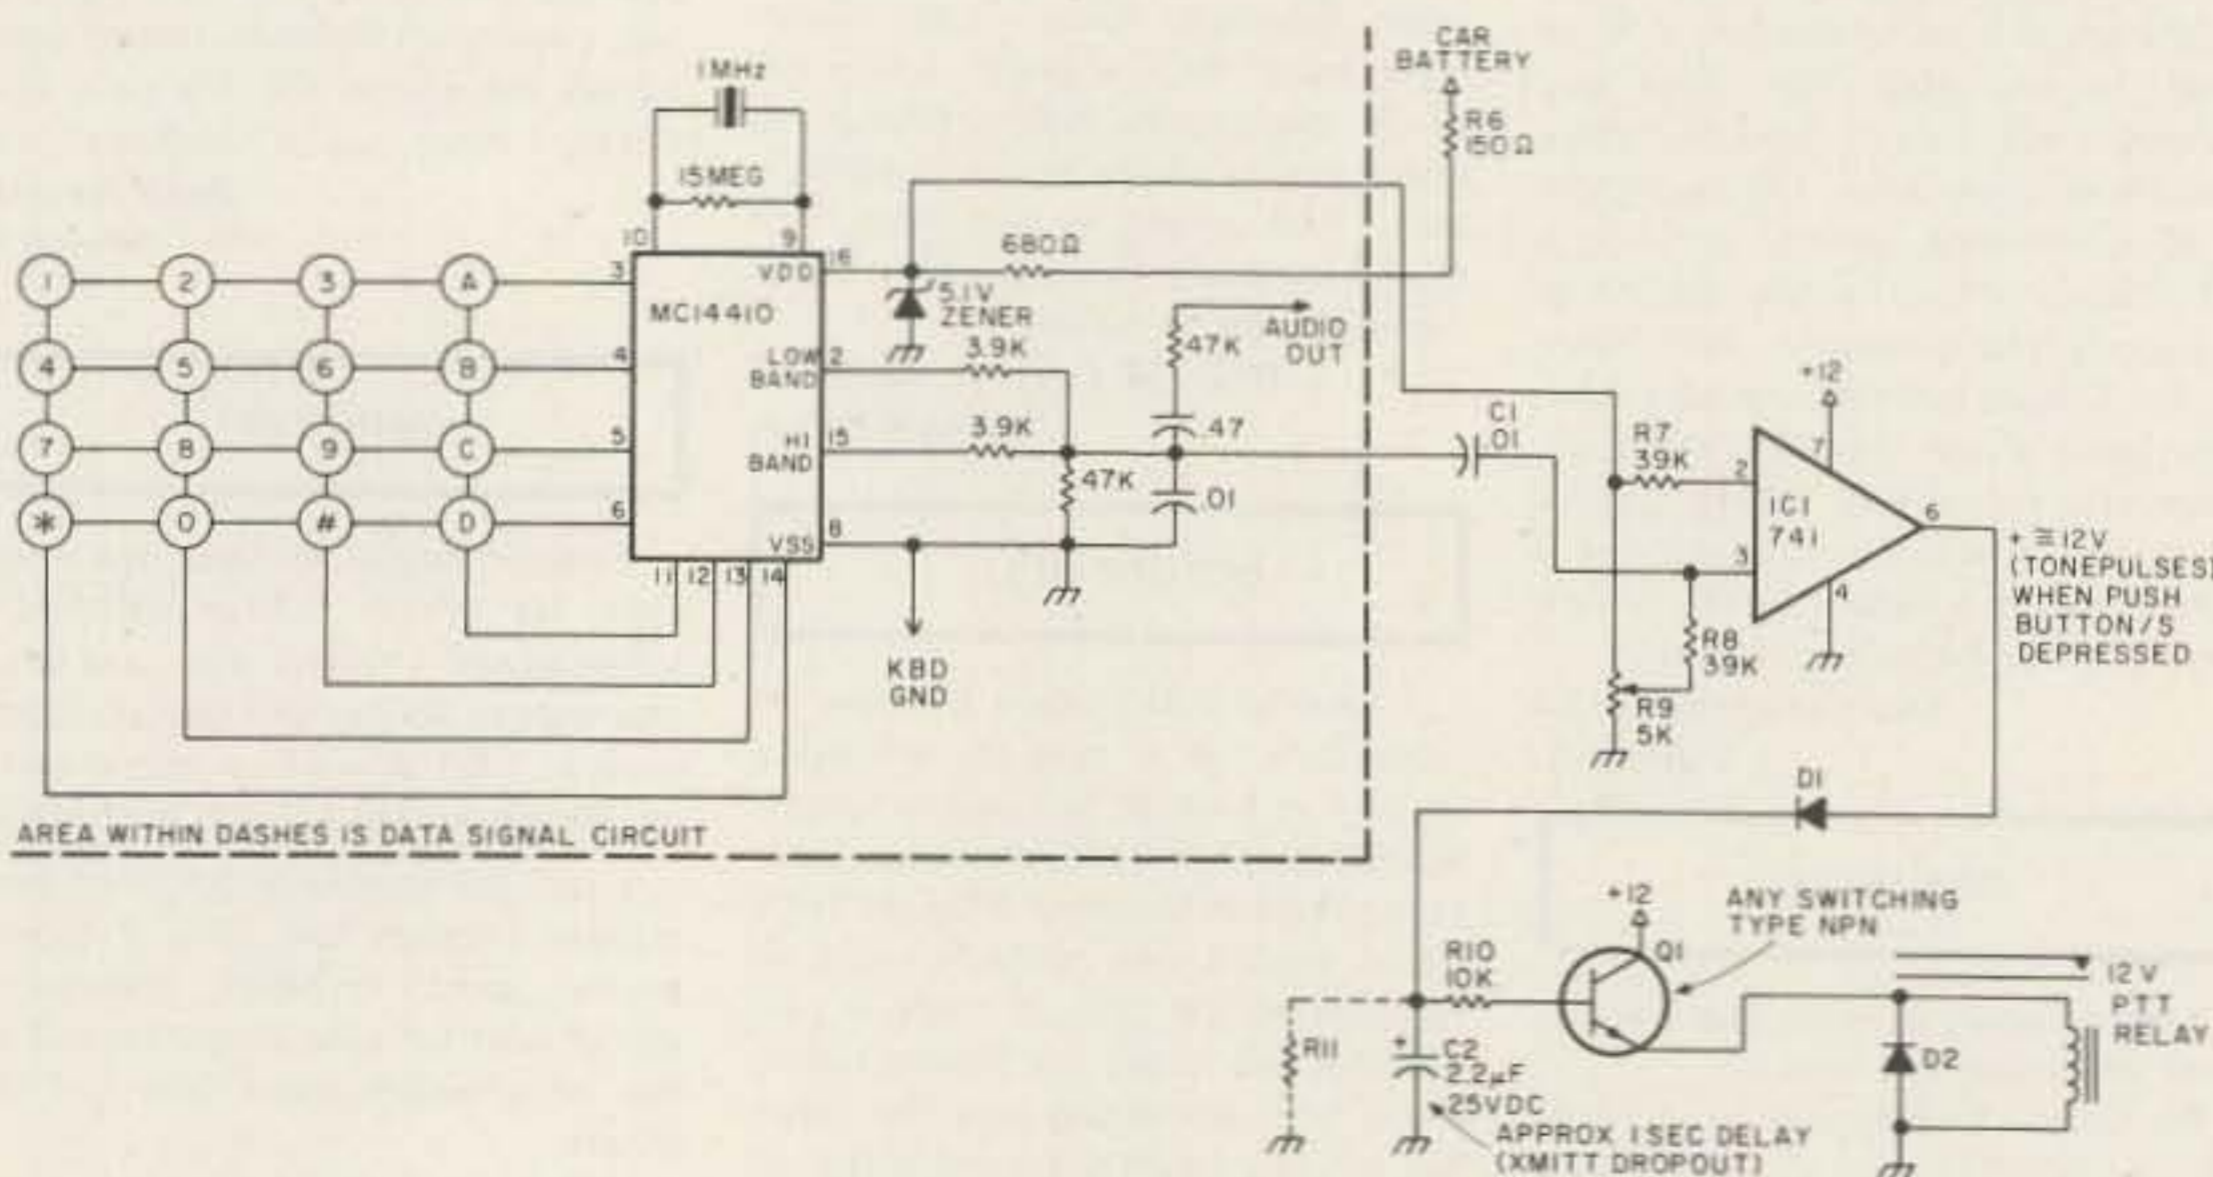 1MHz
15MEG
10
9
1
2
3
A
3
VDD
16
680Ω
CAR
BATTERY
R6
150Ω
MC14410
5.1V
ZENER
4
5
6
B
4
LOW
BAND
2
3.9K
47K
AUDIO
OUT
7
8
9
C
5
HI
BAND
15
3.9K
.47
C1
.01
*
0
#
D
6
47K
.01
VSS
8
11
12
13
14
KBD
GND
AREA WITHIN DASHES IS DATA SIGNAL CIRCUIT
+12
7
R7
39K
2
IC1
741
6
3
4
R8
39K
R9
5K
+ ≅12V
(TONEPULSES)
WHEN PUSH
BUTTON/S
DEPRESSED
D1
+12
Q1
ANY SWITCHING
TYPE NPN
R10
10K
R11
+
C2
2.2µF
25VDC
APPROX 1 SEC DELAY
(XMITT DROPOUT)
D2
12V
PTT
RELAY